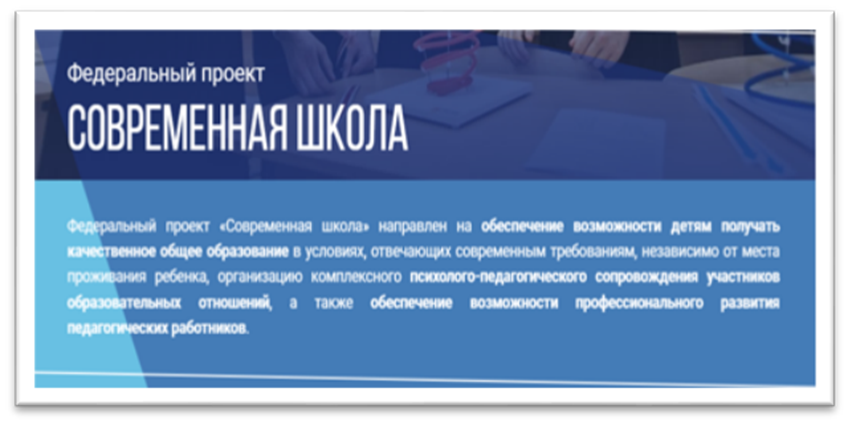 Федеральный проект
СОВРЕМЕННАЯ ШКОЛА
Федеральный проект «Современная школа» направлен на обеспечение возможности детям получать
качественное общее образование в условиях, отвечающих современным требованиям, независимо от места
проживания ребенка, организацию комплексного психолого-педагогического сопровождения участников
образовательных отношений, а также обеспечение возможности профессионального развития
педагогических работников.